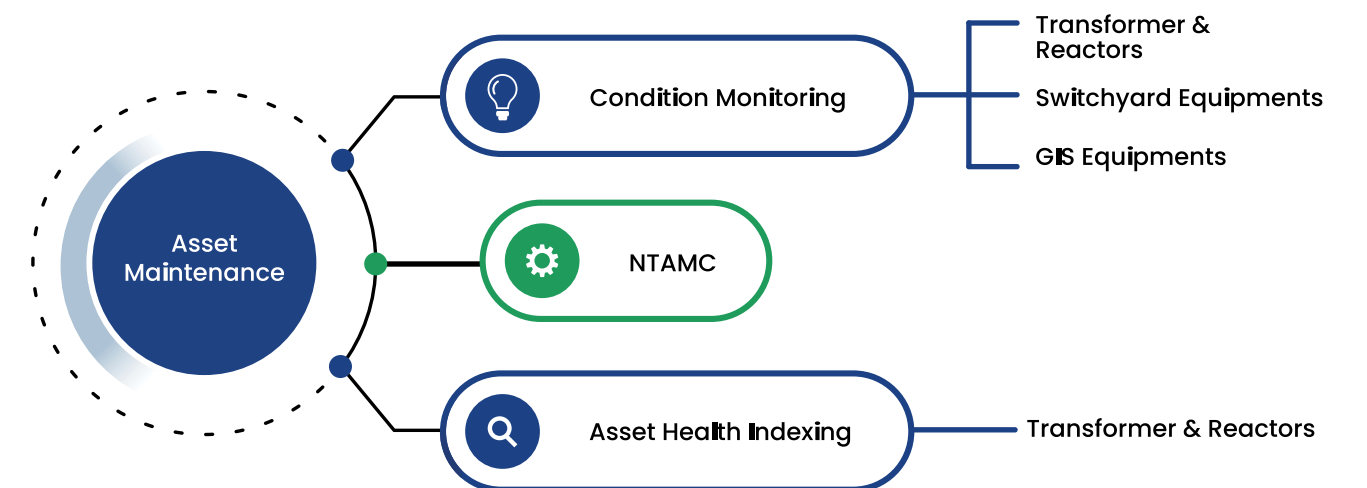 Asset
Maintenance
Condition Monitoring
Transformer &
Reactors
Switchyard Equipments
GIS Equipments
NTAMC
Asset Health Indexing
Transformer & Reactors